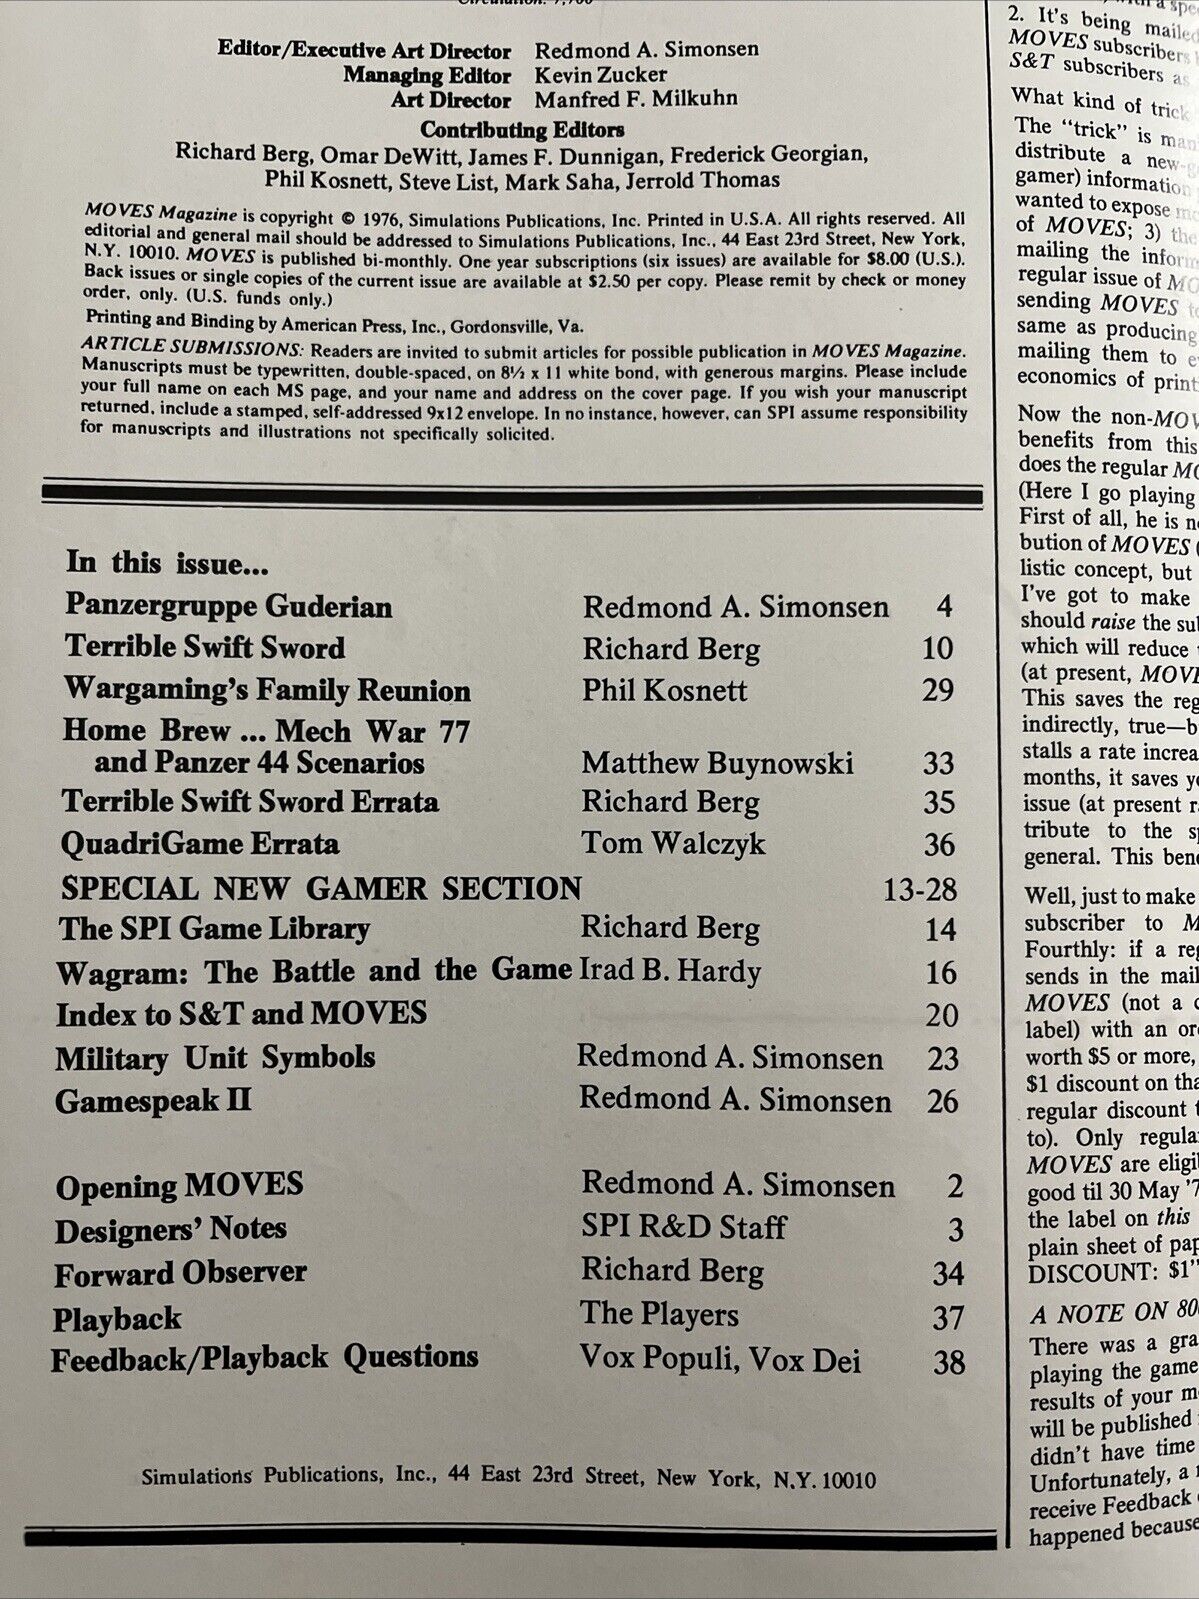 Editor/Executive Art Director Redmond A. Simonsen
Managing Editor Kevin Zucker
Art Director Manfred F. Milkuhn
Contributing Editors
Richard Berg, Omar DeWitt, James F. Dunnigan, Frederick Georgian,
Phil Kosnett, Steve List, Mark Saha, Jerrold Thomas
MOVES Magazine is copyright © 1976, Simulations Publications, Inc. Printed in U.S.A. All rights reserved. All
editorial and general mail should be addressed to Simulations Publications, Inc., 44 East 23rd Street, New York,
N.Y. 10010. MOVES is published bi-monthly. One year subscriptions (six issues) are available for $8.00 (U.S.).
Back issues or single copies of the current issue are available at $2.50 per copy. Please remit by check or money
order, only. (U.S. funds only.)
Printing and Binding by American Press, Inc., Gordonsville, Va.
ARTICLE SUBMISSIONS: Readers are invited to submit articles for possible publication in MOVES Magazine.
Manuscripts must be typewritten, double-spaced, on 8½ x 11 white bond, with generous margins. Please include
your full name on each MS page, and your name and address on the cover page. If you wish your manuscript
returned, include a stamped, self-addressed 9x12 envelope. In no instance, however, can SPI assume responsibility
for manuscripts and illustrations not specifically solicited.
In this issue...
Panzergruppe Guderian Redmond A. Simonsen 4
Terrible Swift Sword Richard Berg 10
Wargaming's Family Reunion Phil Kosnett 29
Home Brew ... Mech War 77
and Panzer 44 Scenarios Matthew Buynowski 33
Terrible Swift Sword Errata Richard Berg 35
QuadriGame Errata Tom Walczyk 36
SPECIAL NEW GAMER SECTION 13-28
The SPI Game Library Richard Berg 14
Wagram: The Battle and the Game Irad B. Hardy 16
Index to S&T and MOVES 20
Military Unit Symbols Redmond A. Simonsen 23
Gamespeak II Redmond A. Simonsen 26
Opening MOVES Redmond A. Simonsen 2
Designers' Notes SPI R&D Staff 3
Forward Observer Richard Berg 34
Playback The Players 37
Feedback/Playback Questions Vox Populi, Vox Dei 38
Simulations Publications, Inc., 44 East 23rd Street, New York, N.Y. 10010
2. It's being mailed
MOVES subscribers
S&T subscribers as
What kind of trick
The "trick" is
distribute a
gamer) information
wanted to expose
of MOVES; 3) the
mailing the
regular issue of
sending MOVES
same as producing
mailing them to
economics of
Now the
benefits from this
does the regular
(Here I go playing
First of all, he is
bution of MOVES
listic concept, but
I've got to make
should raise the
which will reduce
(at present,
This saves the
indirectly, true—
stalls a rate
months, it saves
issue (at present
tribute to the
general. This
Well, just to make
subscriber to
Fourthly: if a
sends in the
MOVES (not a
label) with an
worth $5 or more,
$1 discount on
regular discount
to). Only
MOVES are
good til 30 May
the label on this
plain sheet of
DISCOUNT: $1"
A NOTE ON
There was a
playing the
results of your
will be published
didn't have time
Unfortunately, a
receive Feedback
happened because